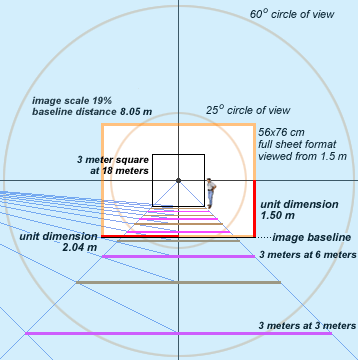 60° circle of view
image scale 19%
baseline distance 8.05 m
25° circle of view
56x76 cm
full sheet format
viewed from 1.5 m
3 meter square
at 18 meters
unit dimension
1.50 m
unit dimension
2.04 m
image baseline
3 meters at 6 meters
3 meters at 3 meters